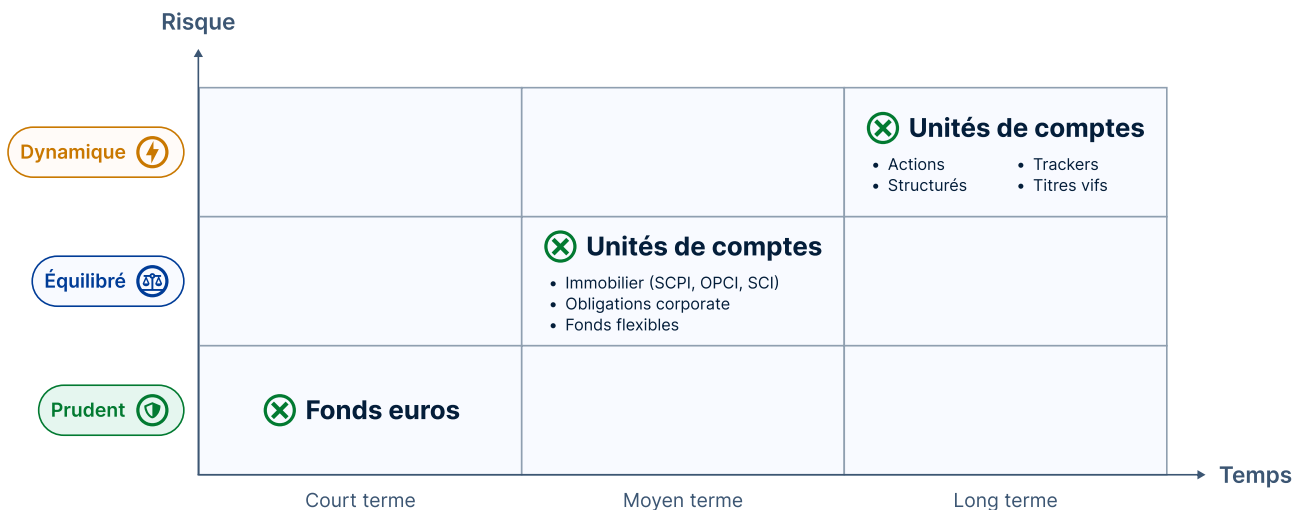 Risque
Dynamique
Unités de comptes
• Actions
• Structurés
• Trackers
• Titres vifs
Équilibré
Unités de comptes
• Immobilier (SCPI, OPCI, SCI)
• Obligations corporate
• Fonds flexibles
Prudent
Fonds euros
Temps
Court terme
Moyen terme
Long terme